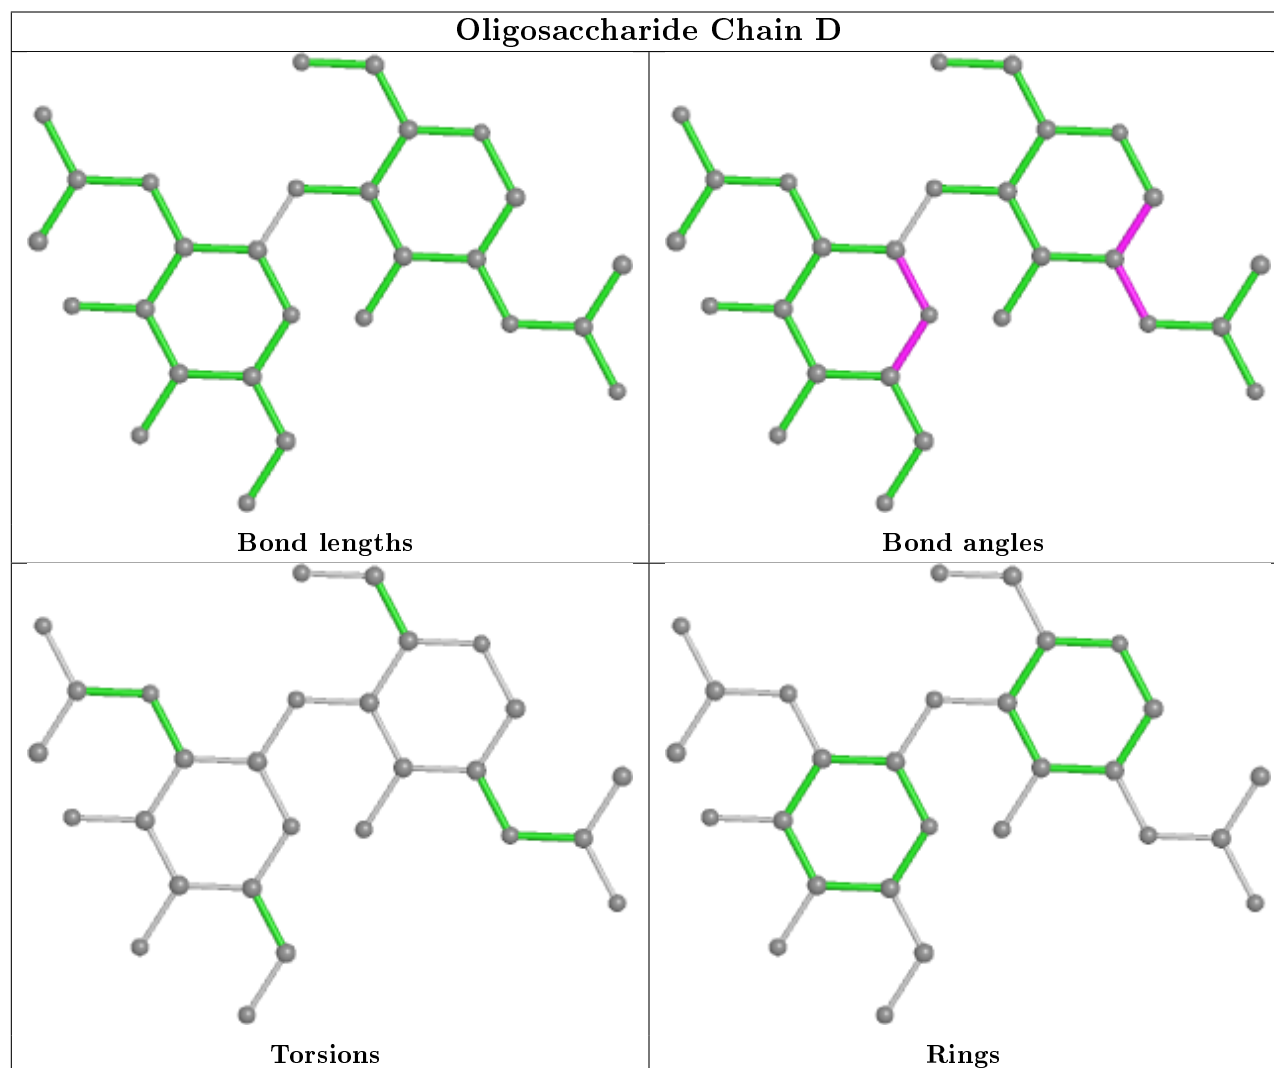 Oligosaccharide Chain D
Bond lengths
Bond angles
Torsions
Rings